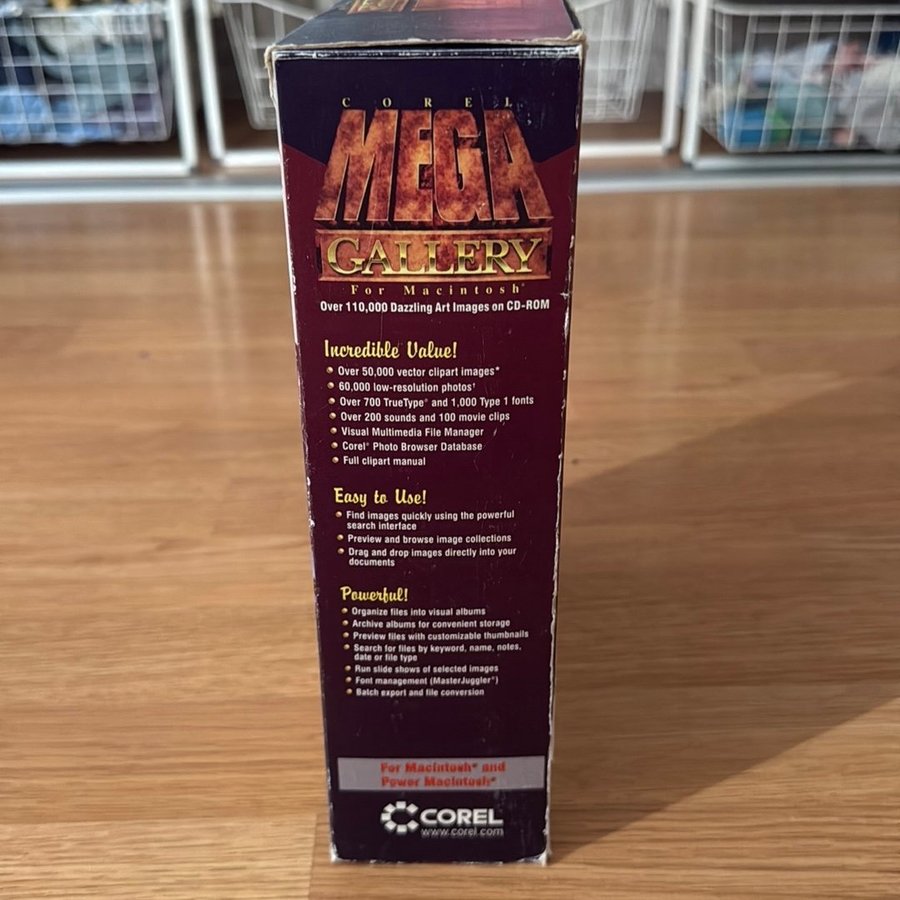 COREL
MEGA
GALLERY
For Macintosh®
Over 110,000 Dazzling Art Images on CD-ROM
Incredible Value!
• Over 50,000 vector clipart images*
• 60,000 low-resolution photos†
• Over 700 TrueType® and 1,000 Type 1 fonts
• Over 200 sounds and 100 movie clips
• Visual Multimedia File Manager
• Corel® Photo Browser Database
• Full clipart manual
Easy to Use!
• Find images quickly using the powerful
search interface
• Preview and browse image collections
• Drag and drop images directly into your
documents
Powerful!
• Organize files into visual albums
• Archive albums for convenient storage
• Preview files with customizable thumbnails
• Search for files by keyword, name, notes,
date or file type
• Run slide shows of selected images
• Font management (MasterJuggler®)
• Batch export and file conversion
For Macintosh® and
Power Macintosh®
COREL
www.corel.com